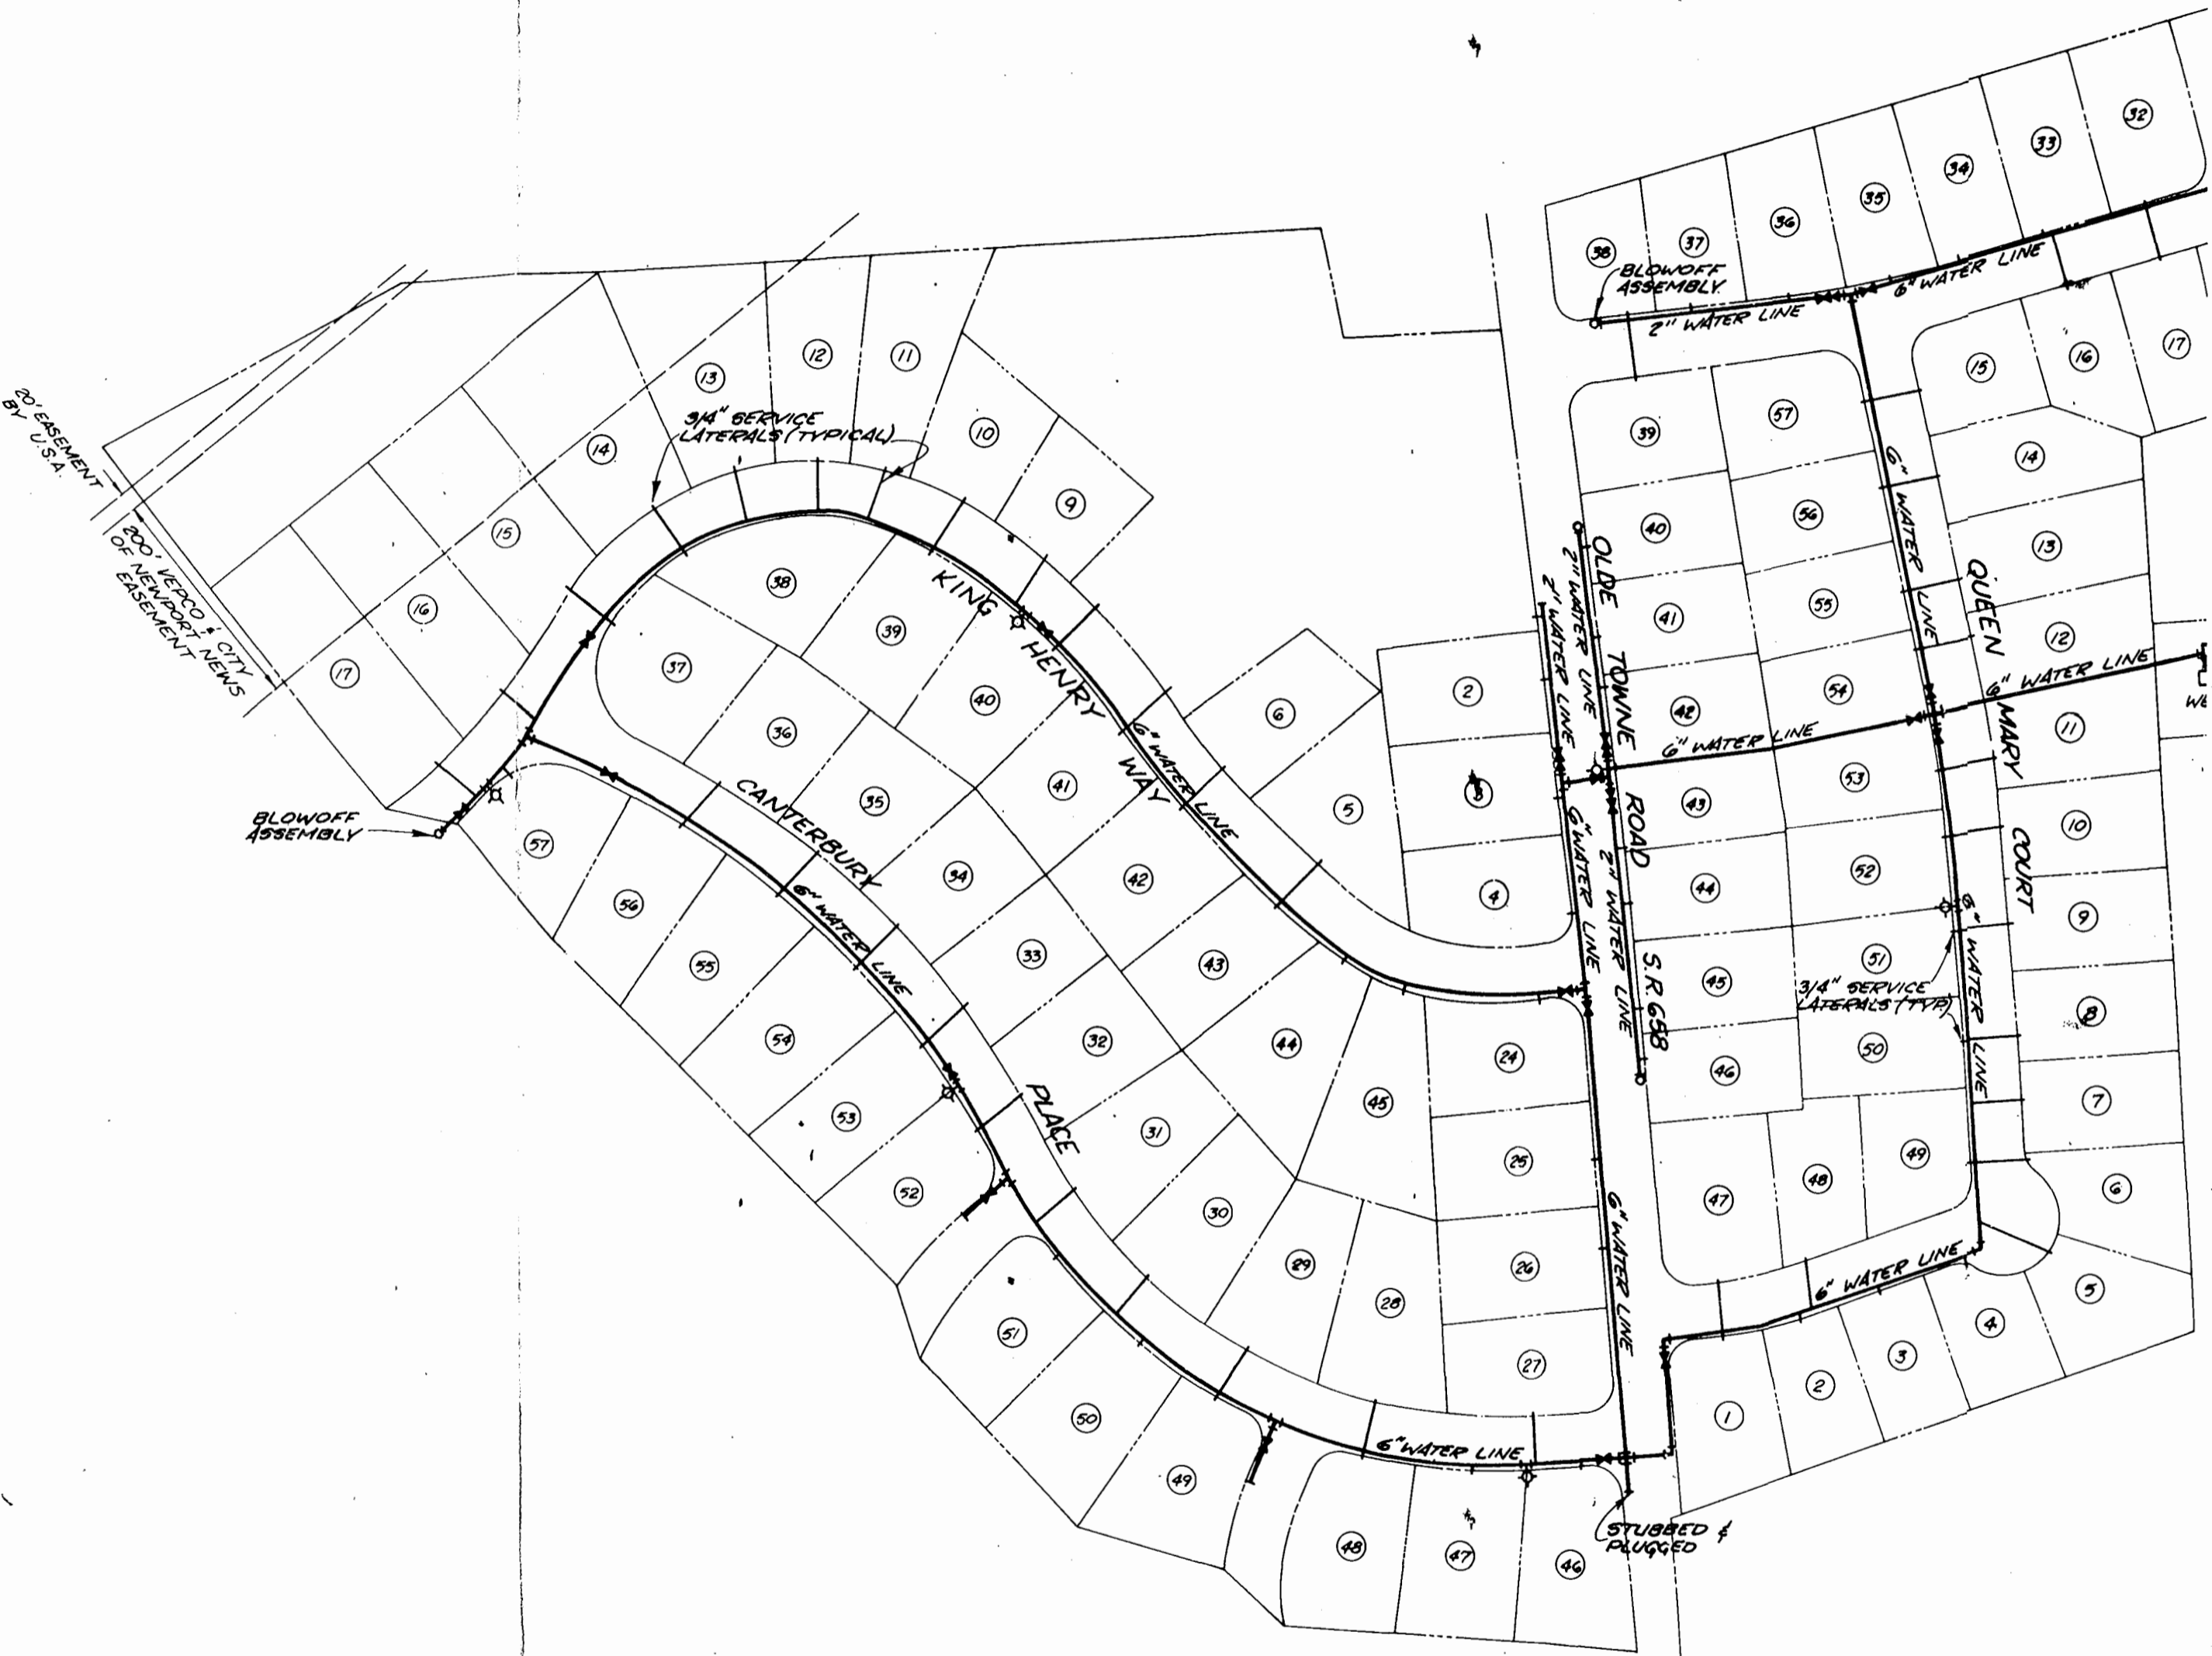 32
33
34
35
36
37
38
BLOWOFF
ASSEMBLY
2" WATER LINE
6" WATER LINE
17
16
15
14
13
12
11
10
9
8
7
6
5
4
3
2
1
39
40
41
42
43
44
45
46
47
48
49
50
51
52
53
54
55
56
57
6" WATER LINE
QUEEN MARY COURT
6" WATER LINE
6" WATER LINE
WE
6" WATER LINE
3/4" SERVICE
LATERALS (TYP)
6" WATER LINE
OLDE TOWNE ROAD S.R. 658
2" WATER LINE
2" WATER LINE
2" WATER LINE
6" WATER LINE
6" WATER LINE
STUBBED &
PLUGGED
20' EASEMENT
BY U.S.A.
200' VEPCO & CITY
OF NEWPORT NEWS
EASEMENT
3/4" SERVICE
LATERALS (TYPICAL)
13
12
11
10
9
14
15
16
17
BLOWOFF
ASSEMBLY
KING HENRY WAY
6" WATER LINE
6
5
2
3
4
38
39
37
40
36
41
35
42
34
43
33
44
32
45
31
30
29
28
24
25
26
27
CANTERBURY PLACE
6" WATER LINE
57
56
55
54
53
52
51
50
49
48
47
46
6" WATER LINE